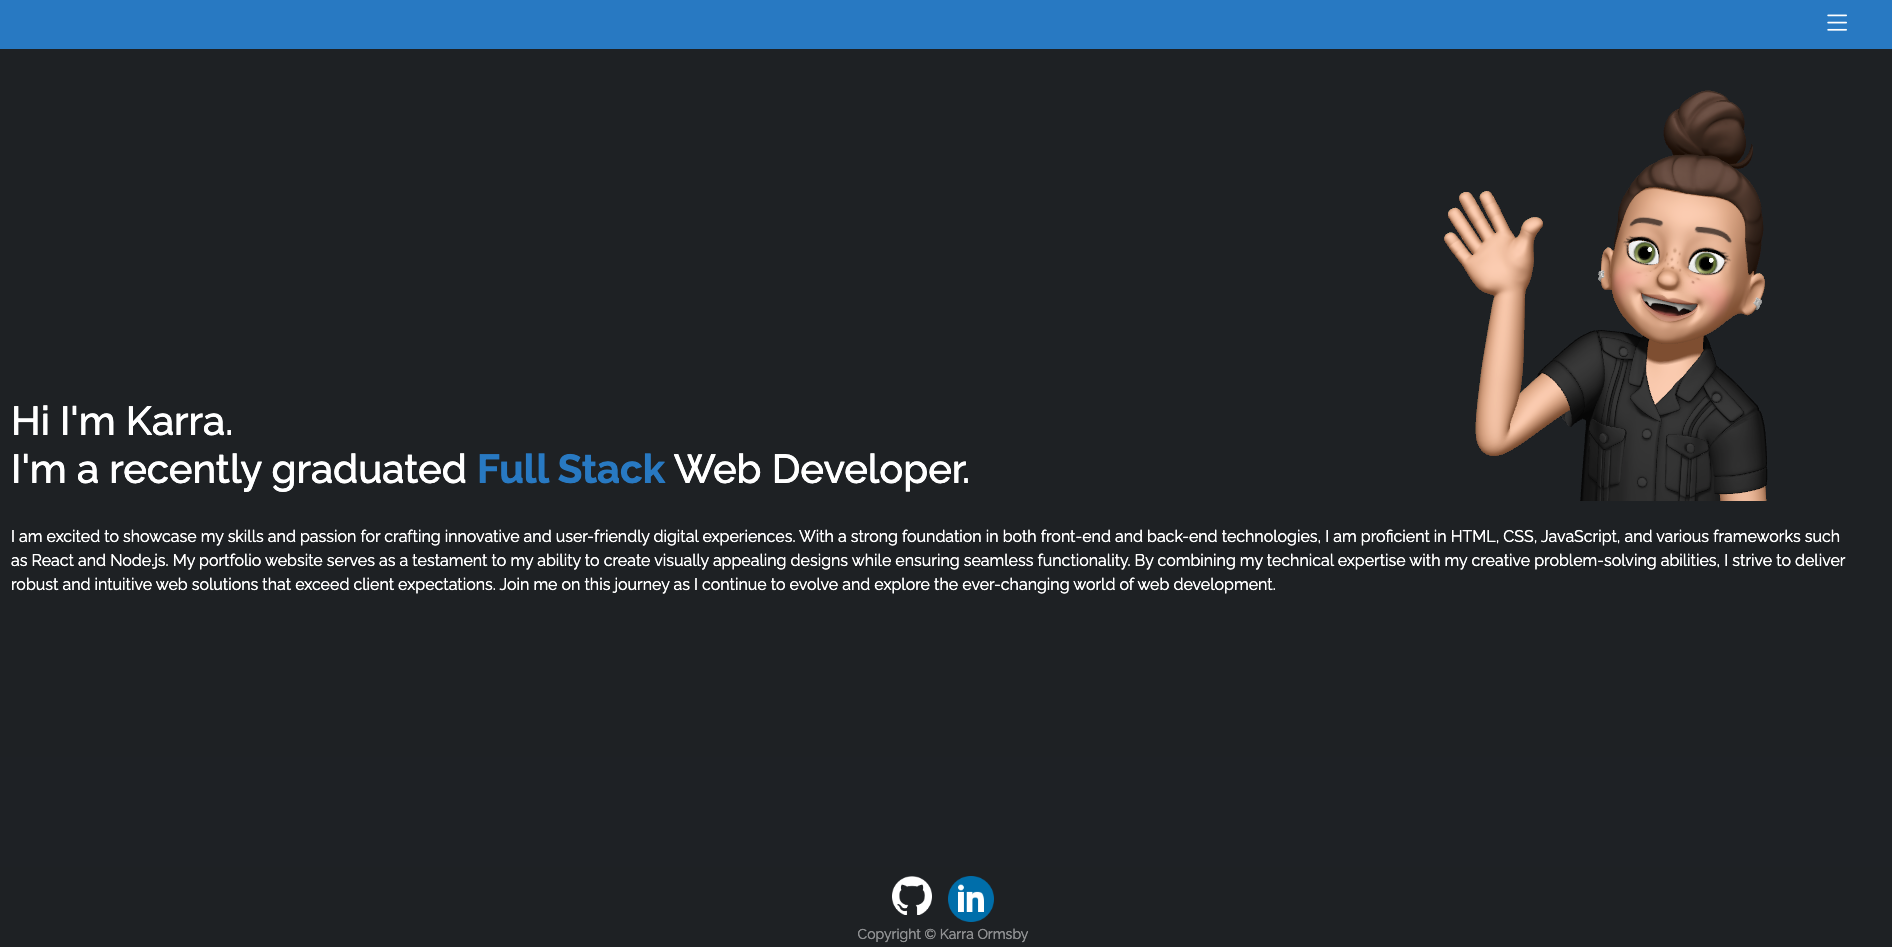 Hi I'm Karra.
I'm a recently graduated Full Stack Web Developer.
I am excited to showcase my skills and passion for crafting innovative and user-friendly digital experiences. With a strong foundation in both front-end and back-end technologies, I am proficient in HTML, CSS, JavaScript, and various frameworks such
as React and Node.js. My portfolio website serves as a testament to my ability to create visually appealing designs while ensuring seamless functionality. By combining my technical expertise with my creative problem-solving abilities, I strive to deliver
robust and intuitive web solutions that exceed client expectations. Join me on this journey as I continue to evolve and explore the ever-changing world of web development.
in
Copyright © Karra Ormsby